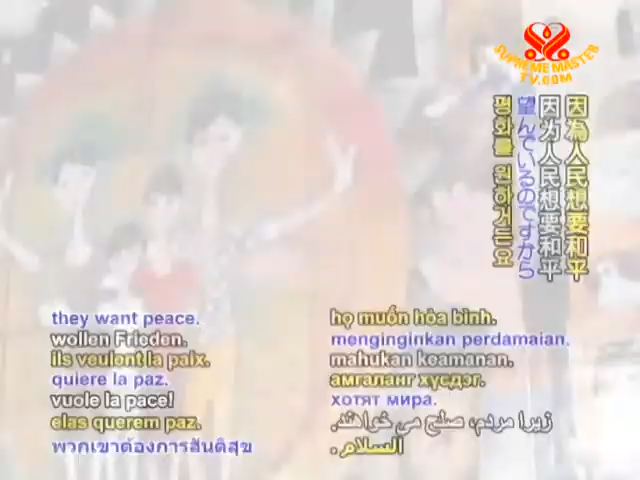 SUPREME MASTER
TV.COM
因為人民想要和平
因为人民想要和平
望んでいるのですから
평화를 원하거든요
they want peace.
wollen Frieden.
ils veulent la paix.
quiere la paz.
vuole la pace!
elas querem paz.
พวกเขาต้องการสันติสุข
họ muốn hòa bình.
menginginkan perdamaian.
mahukan keamanan.
амгаланг хүсдэг.
хотят мира.
زیرا مردم، صلح می خواهند.
السلام.